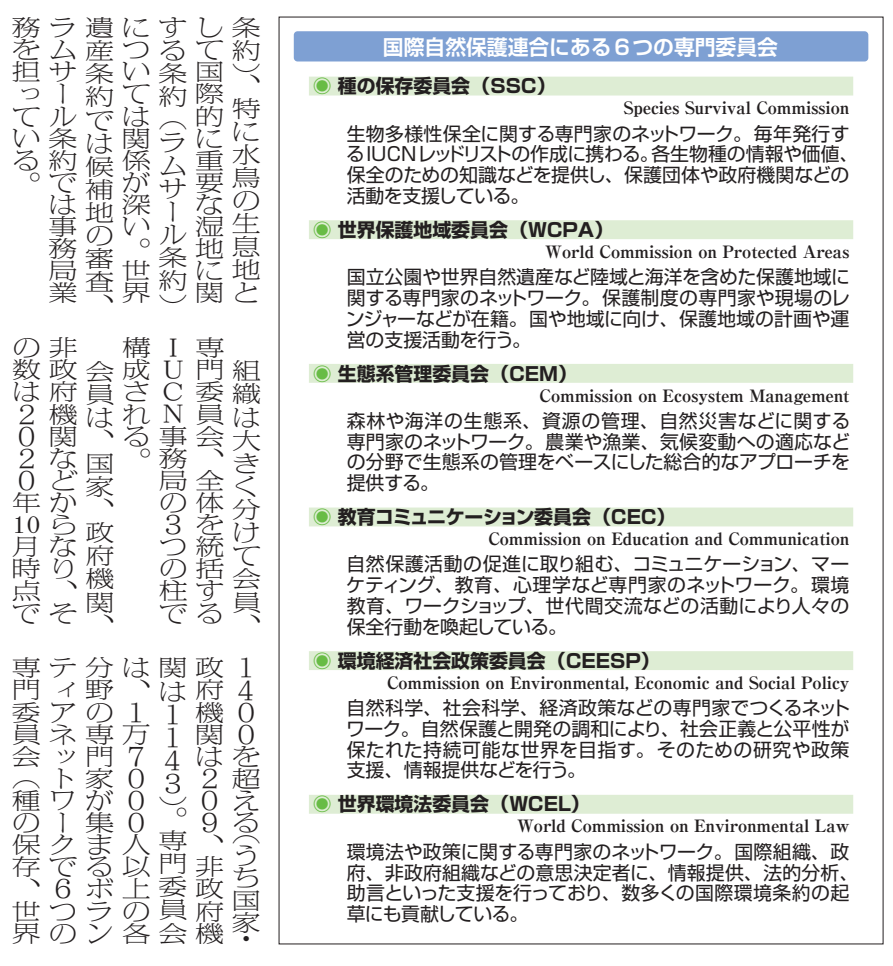 条約)、特に水鳥の生息地と
して国際的に重要な湿地に関
する条約(ラムサール条約)
については関係が深い。世界
遺産条約では候補地の審査、
ラムサール条約では事務局業
務を担っている。
組織は大きく分けて会員、
専門委員会、全体を統括する
IUCN事務局の3つの柱で
構成される。
会員は、国家、政府機関、
非政府機関などからなり、そ
の数は2020年10月時点で
1400を超える(うち国家・
政府機関は209、非政府機
関は1143)。専門委員会
は、1万7000人以上の各
分野の専門家が集まるボラン
ティアネットワークで6つの
専門委員会(種の保存、世界
国際自然保護連合にある6つの専門委員会
◉ 種の保存委員会(SSC)
Species Survival Commission
生物多様性保全に関する専門家のネットワーク。毎年発行す
るIUCNレッドリストの作成に携わる。各生物種の情報や価値、
保全のための知識などを提供し、保護団体や政府機関などの
活動を支援している。
◉ 世界保護地域委員会(WCPA)
World Commission on Protected Areas
国立公園や世界自然遺産など陸域と海洋を含めた保護地域に
関する専門家のネットワーク。保護制度の専門家や現場のレ
ンジャーなどが在籍。国や地域に向け、保護地域の計画や運
営の支援活動を行う。
◉ 生態系管理委員会(CEM)
Commission on Ecosystem Management
森林や海洋の生態系、資源の管理、自然災害などに関する
専門家のネットワーク。農業や漁業、気候変動への適応など
の分野で生態系の管理をベースにした総合的なアプローチを
提供する。
◉ 教育コミュニケーション委員会(CEC)
Commission on Education and Communication
自然保護活動の促進に取り組む、コミュニケーション、マー
ケティング、教育、心理学など専門家のネットワーク。環境
教育、ワークショップ、世代間交流などの活動により人々の
保全行動を喚起している。
◉ 環境経済社会政策委員会(CEESP)
Commission on Environmental, Economic and Social Policy
自然科学、社会科学、経済政策などの専門家でつくるネット
ワーク。自然保護と開発の調和により、社会正義と公平性が
保たれた持続可能な世界を目指す。そのための研究や政策
支援、情報提供などを行う。
◉ 世界環境法委員会(WCEL)
World Commission on Environmental Law
環境法や政策に関する専門家のネットワーク。国際組織、政
府、非政府組織などの意思決定者に、情報提供、法的分析、
助言といった支援を行っており、数多くの国際環境条約の起
草にも貢献している。